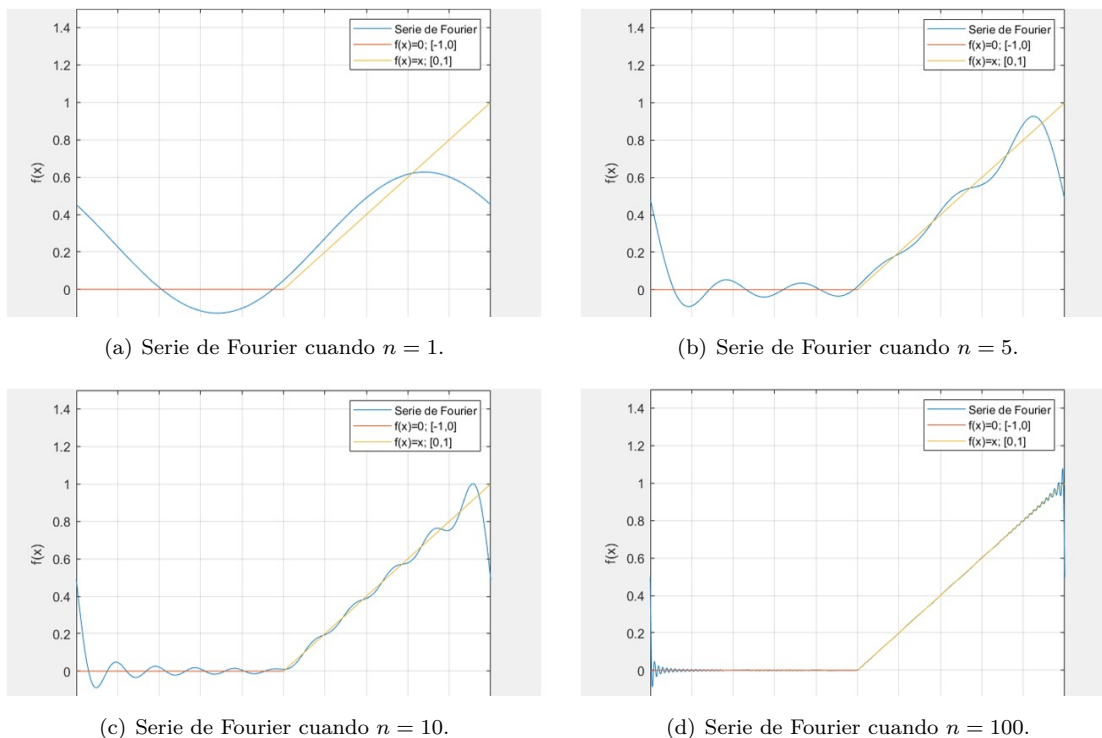 1.4
1.2
1
0.8
0.6
0.4
0.2
0
f(x)
Serie de Fourier
f(x)=0; [-1,0]
f(x)=x; [0,1]
(a) Serie de Fourier cuando n = 1.
1.4
1.2
1
0.8
0.6
0.4
0.2
0
f(x)
Serie de Fourier
f(x)=0; [-1,0]
f(x)=x; [0,1]
(b) Serie de Fourier cuando n = 5.
1.4
1.2
1
0.8
0.6
0.4
0.2
0
f(x)
Serie de Fourier
f(x)=0; [-1,0]
f(x)=x; [0,1]
(c) Serie de Fourier cuando n = 10.
1.4
1.2
1
0.8
0.6
0.4
0.2
0
f(x)
Serie de Fourier
f(x)=0; [-1,0]
f(x)=x; [0,1]
(d) Serie de Fourier cuando n = 100.